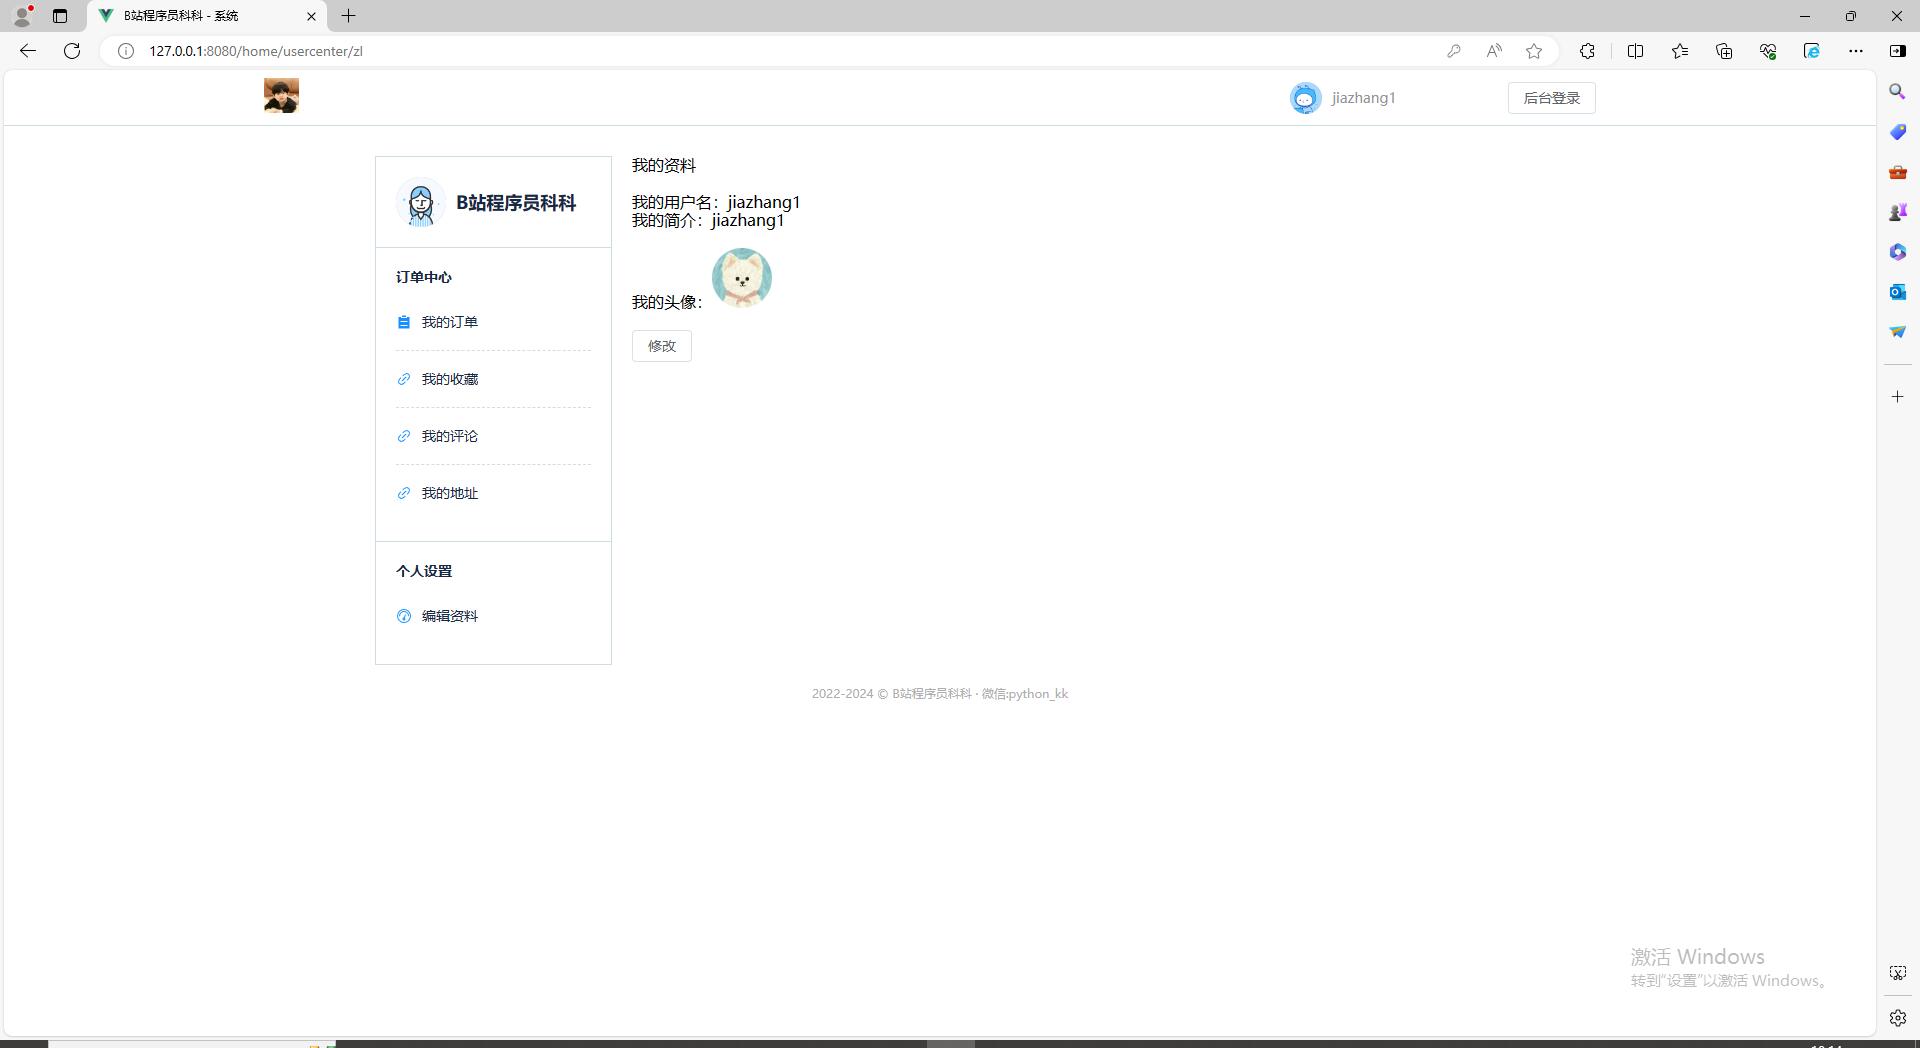 B站程序员科科 - 系统
127.0.0.1:8080/home/usercenter/zl
jiazhang1
后台登录
B站程序员科科
订单中心
我的订单
我的收藏
我的评论
我的地址
个人设置
编辑资料
我的资料
我的用户名：jiazhang1
我的简介：jiazhang1
我的头像：
修改
2022-2024 © B站程序员科科 · 微信:python_kk
激活 Windows
转到“设置”以激活 Windows。